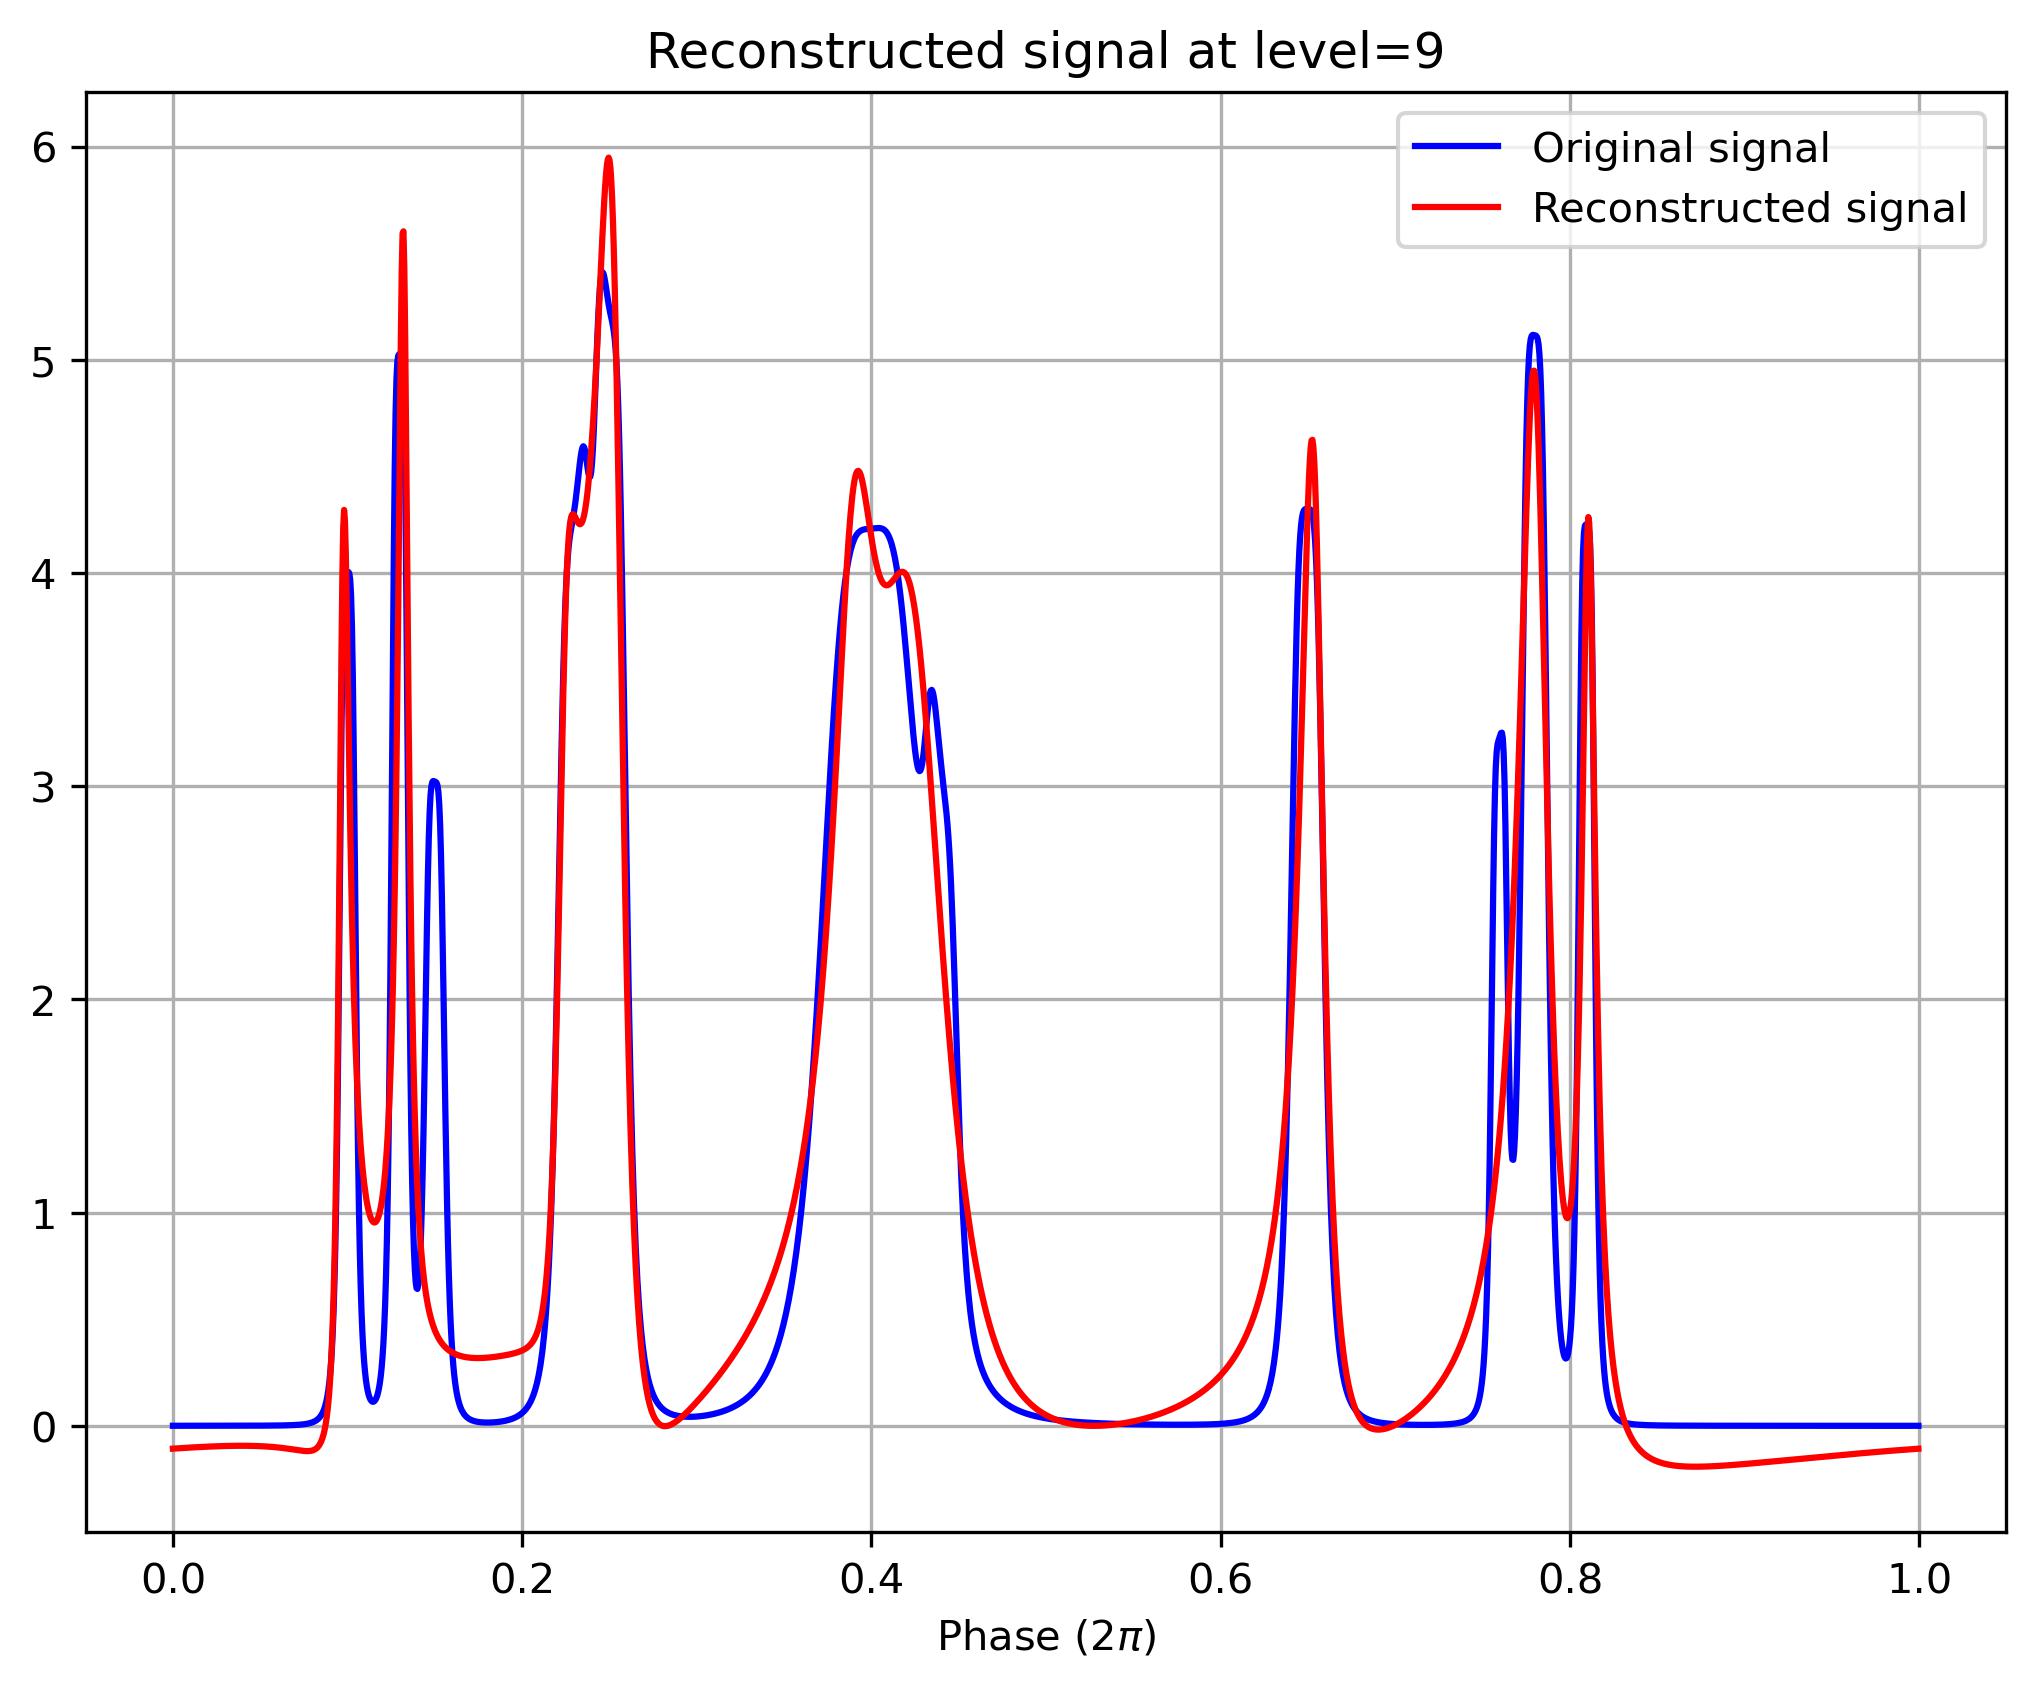 Reconstructed signal at level=9
Original signal
Reconstructed signal
6
5
4
3
2
1
0
0.0 0.2 0.4 0.6 0.8 1.0
Phase (2π)